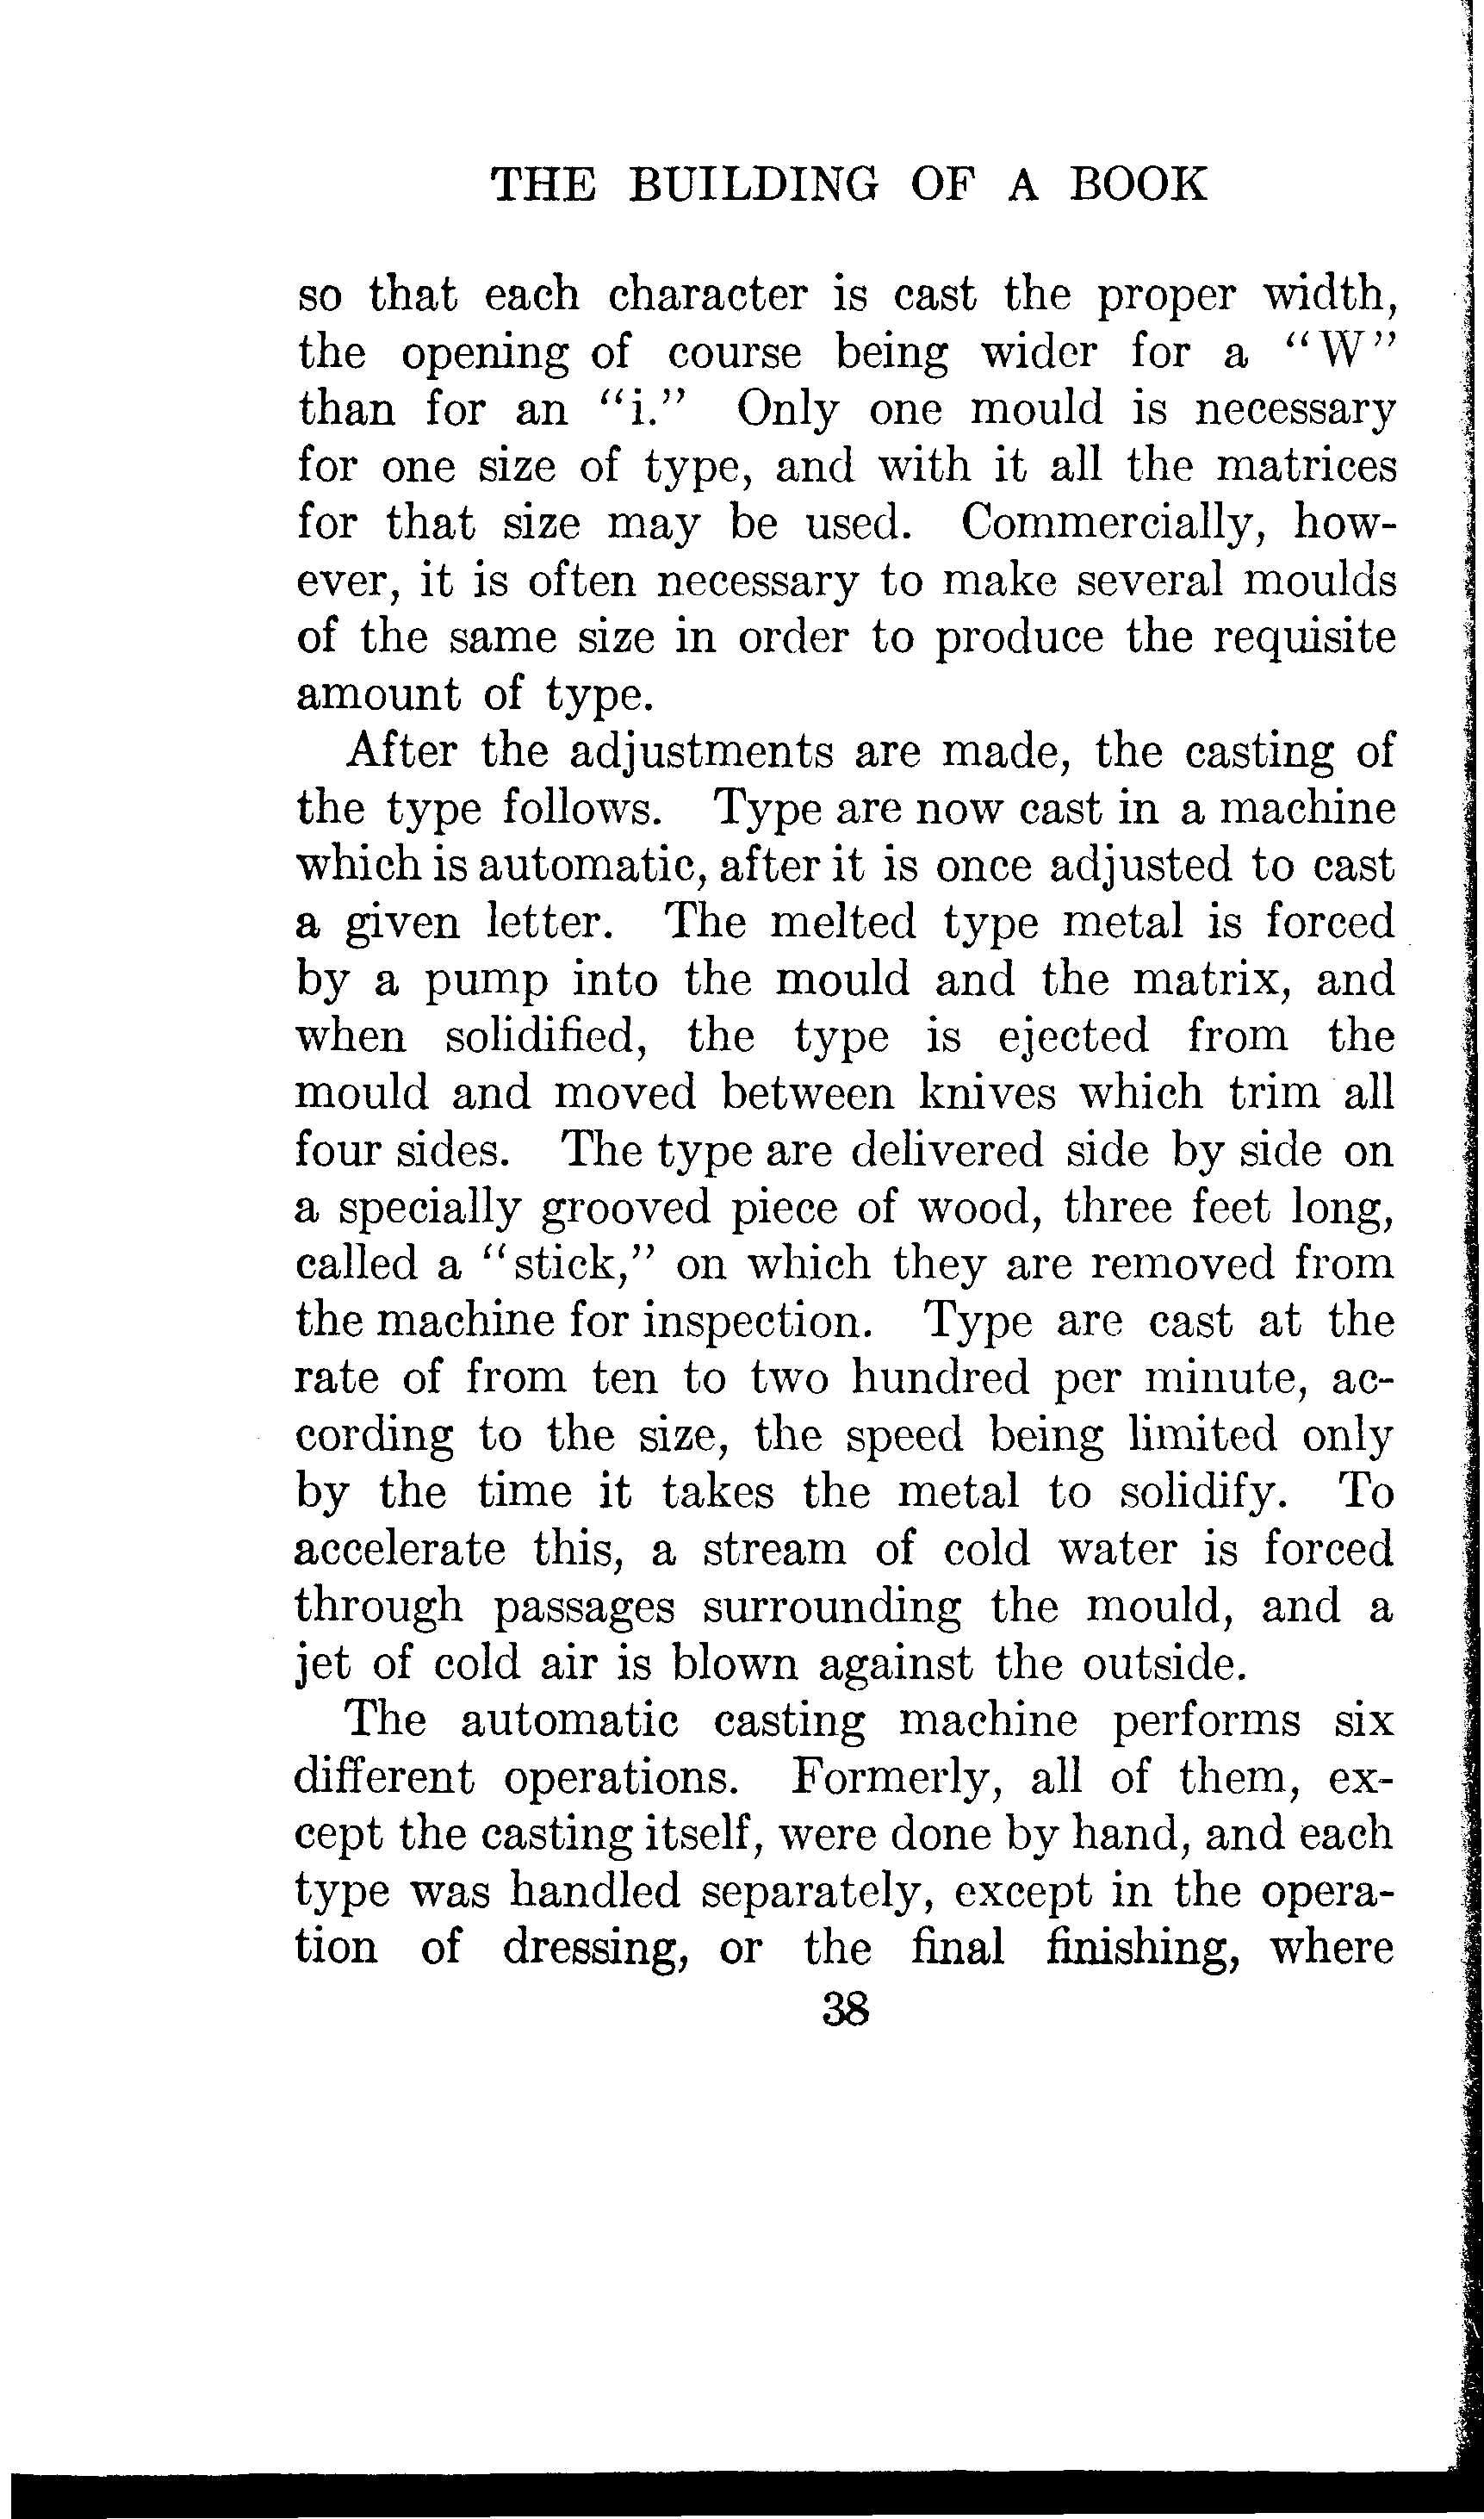 THE BUILDING OF A BOOK
so that each character is cast the proper width,
the opening of course being wider for a "W"
than for an "i." Only one mould is necessary
for one size of type, and with it all the matrices
for that size may be used. Commercially, how-
ever, it is often necessary to make several moulds
of the same size in order to produce the requisite
amount of type.
After the adjustments are made, the casting of
the type follows. Type are now cast in a machine
which is automatic, after it is once adjusted to cast
a given letter. The melted type metal is forced
by a pump into the mould and the matrix, and
when solidified, the type is ejected from the
mould and moved between knives which trim all
four sides. The type are delivered side by side on
a specially grooved piece of wood, three feet long,
called a "stick," on which they are removed from
the machine for inspection. Type are cast at the
rate of from ten to two hundred per minute, ac-
cording to the size, the speed being limited only
by the time it takes the metal to solidify. To
accelerate this, a stream of cold water is forced
through passages surrounding the mould, and a
jet of cold air is blown against the outside.
The automatic casting machine performs six
different operations. Formerly, all of them, ex-
cept the casting itself, were done by hand, and each
type was handled separately, except in the opera-
tion of dressing, or the final finishing, where
38